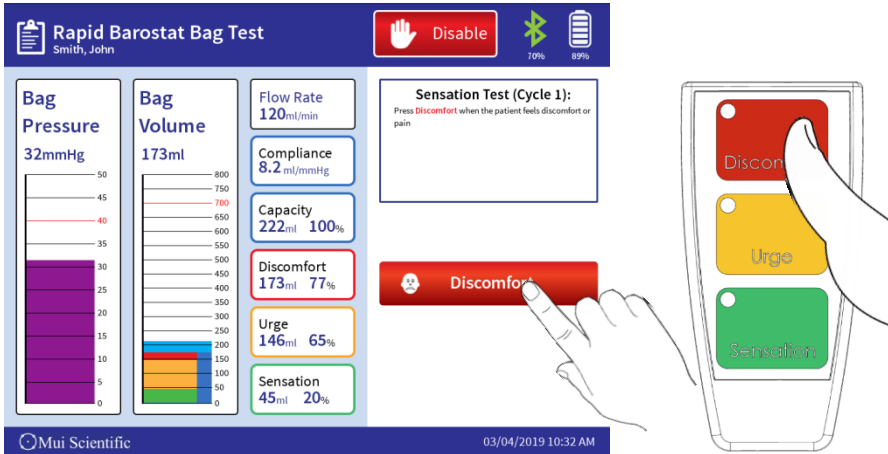 Rapid Barostat Bag Test
Smith, John
Disable
70%
89%
Bag
Pressure
32mmHg
50
45
40
35
30
25
20
15
10
5
0
Bag
Volume
173ml
800
750
700
650
600
550
500
450
400
350
300
250
200
150
100
50
0
Flow Rate
120ml/min
Compliance
8.2 ml/mmHg
Capacity
222ml 100%
Discomfort
173ml 77%
Urge
146ml 65%
Sensation
45ml 20%
Sensation Test (Cycle 1):
Press Discomfort when the patient feels discomfort or
pain
Discomfort
Discom
Urge
Sensation
Mui Scientific
03/04/2019 10:32 AM